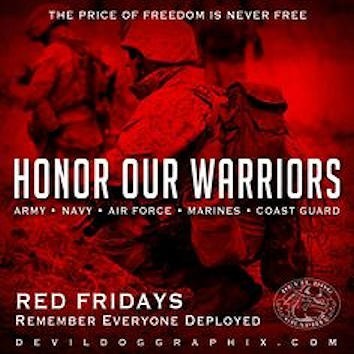 THE PRICE OF FREEDOM IS NEVER FREE
HONOR OUR WARRIORS
ARMY • NAVY • AIR FORCE • MARINES • COAST GUARD
RED FRIDAYS
REMEMBER EVERYONE DEPLOYED
DEVILDOGGRAPHIX.COM